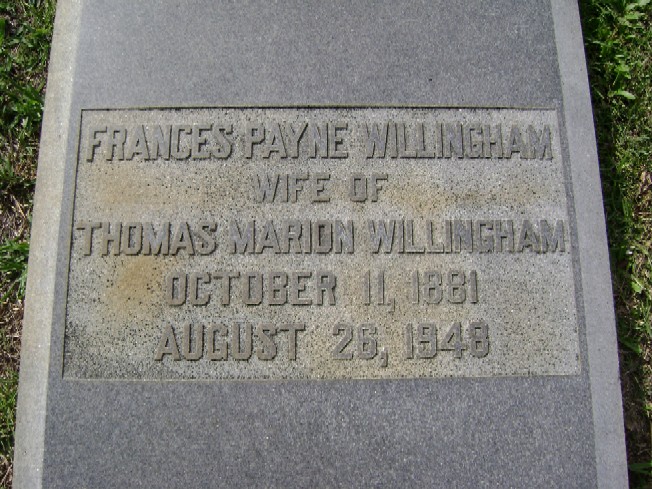 FRANCES PAYNE WILLINGHAM
WIFE OF
THOMAS MARION WILLINGHAM
OCTOBER 11, 1881
AUGUST 26, 1948